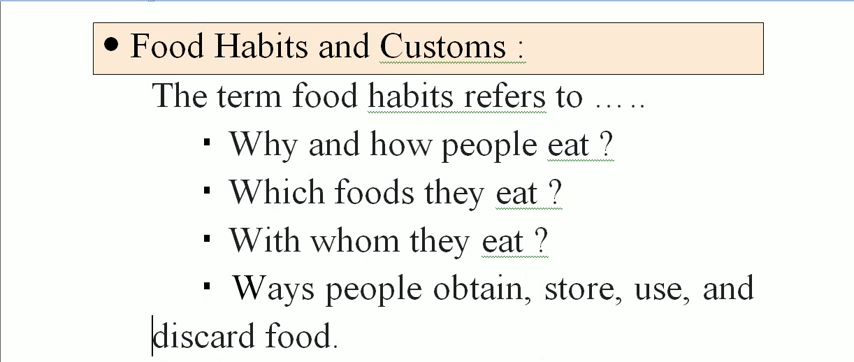 • Food Habits and Customs :
The term food habits refers to …..
▪ Why and how people eat ?
▪ Which foods they eat ?
▪ With whom they eat ?
▪ Ways people obtain, store, use, and
discard food.